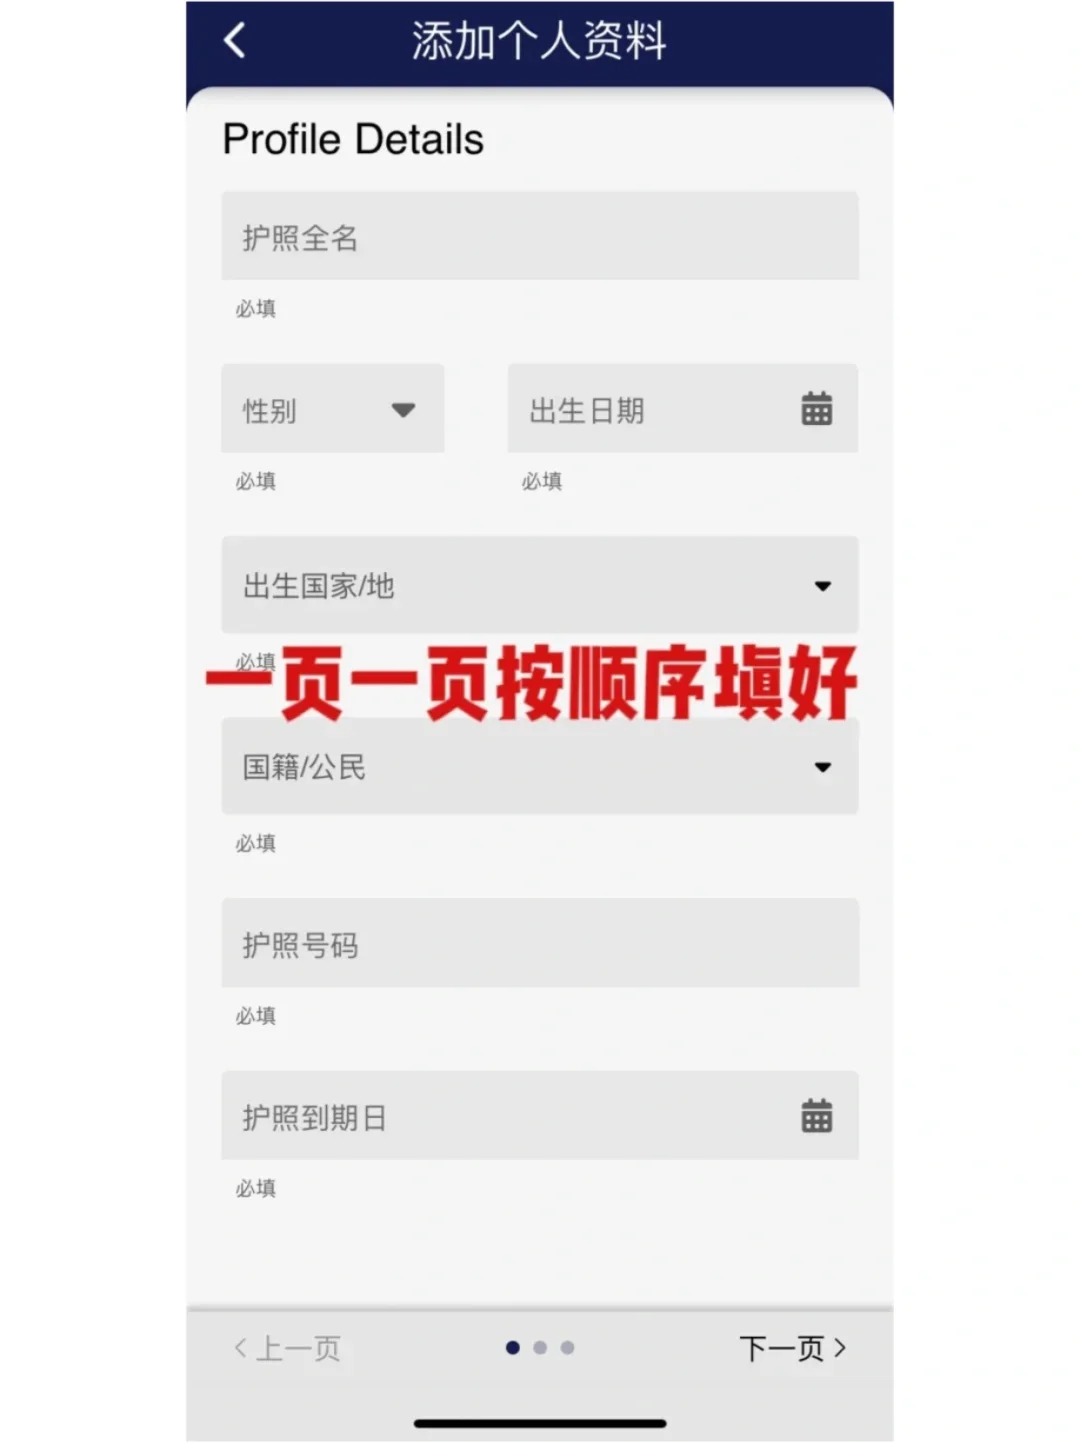 添加个人资料
Profile Details
护照全名
必填
性别 出生日期
必填 必填
出生国家/地
必填
一页一页按顺序填好
国籍/公民
必填
护照号码
必填
护照到期日
必填
上一页 下一页